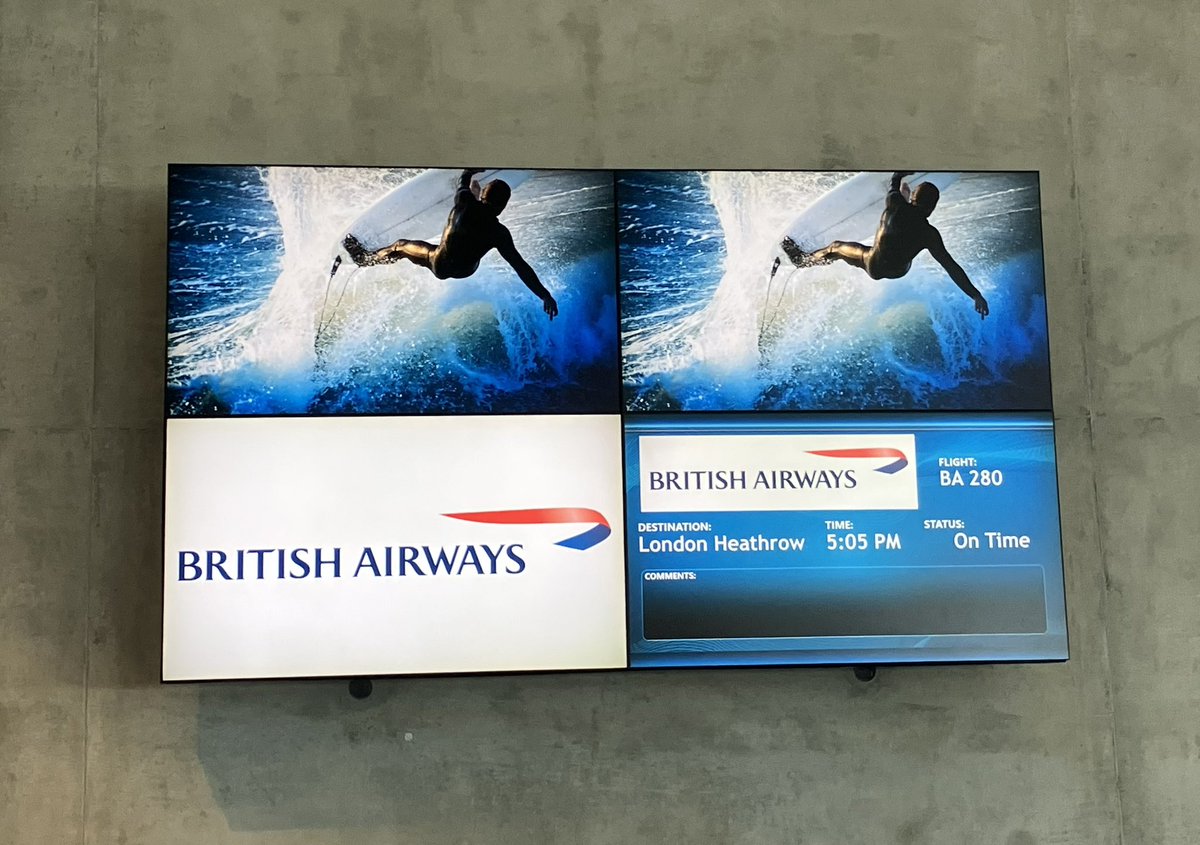 BRITISH AIRWAYS
BRITISH AIRWAYS
FLIGHT:
BA 280
DESTINATION:
London Heathrow
TIME:
5:05 PM
STATUS:
On Time
COMMENTS: